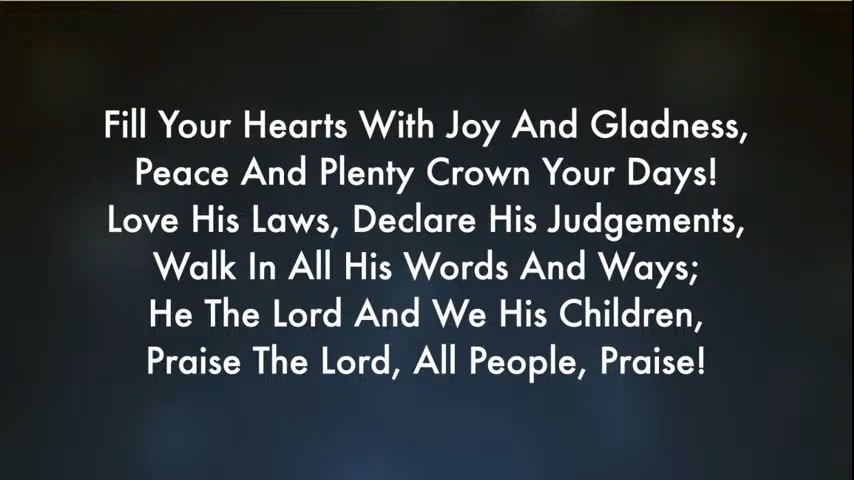 Fill Your Hearts With Joy And Gladness,
Peace And Plenty Crown Your Days!
Love His Laws, Declare His Judgements,
Walk In All His Words And Ways;
He The Lord And We His Children,
Praise The Lord, All People, Praise!